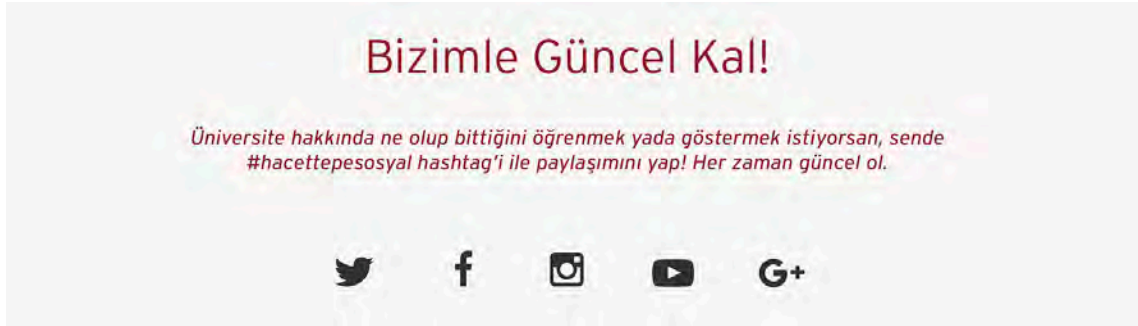 Bizimle Güncel Kal!
Üniversite hakkında ne olup bittiğini öğrenmek yada göstermek istiyorsan, sende
#hacettepesosyal hashtag'i ile paylaşımını yap! Her zaman güncel ol.
G+